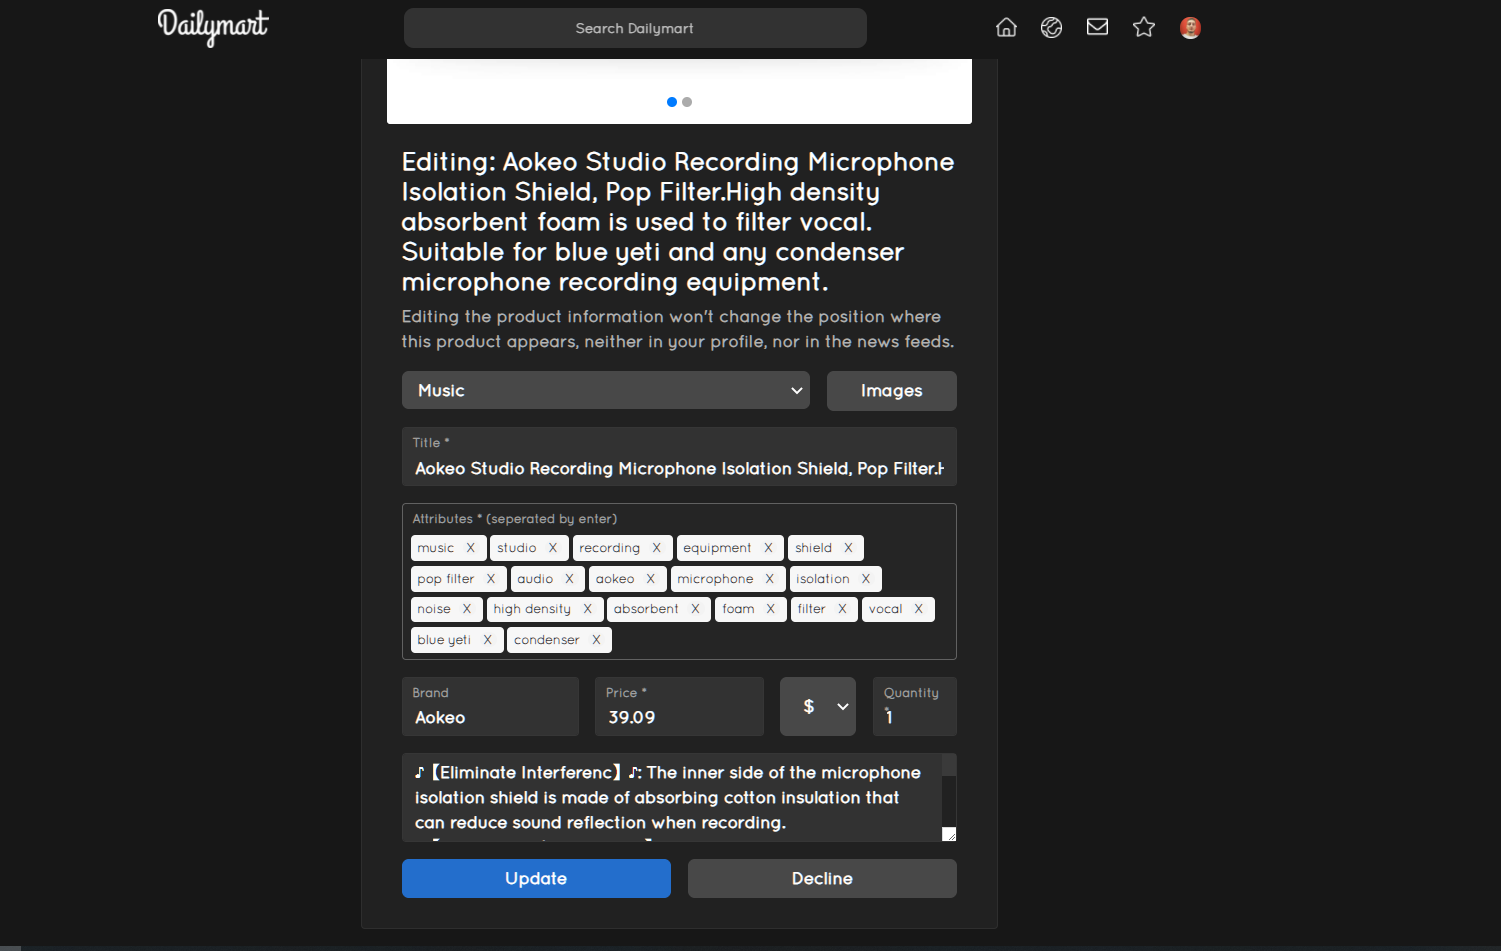 Dailymart
Search Dailymart
Editing: Aokeo Studio Recording Microphone
Isolation Shield, Pop Filter.High density
absorbent foam is used to filter vocal.
Suitable for blue yeti and any condenser
microphone recording equipment.
Editing the product information won't change the position where
this product appears, neither in your profile, nor in the news feeds.
Music
Images
Title *
Aokeo Studio Recording Microphone Isolation Shield, Pop Filter.H
Attributes * (seperated by enter)
music X studio X recording X equipment X shield X
pop filter X audio X aokeo X microphone X isolation X
noise X high density X absorbent X foam X filter X vocal X
blue yeti X condenser X
Brand
Aokeo
Price *
39.09
$
Quantity
*
1
♪【Eliminate Interferenc】♪: The inner side of the microphone
isolation shield is made of absorbing cotton insulation that
can reduce sound reflection when recording.
Update
Decline